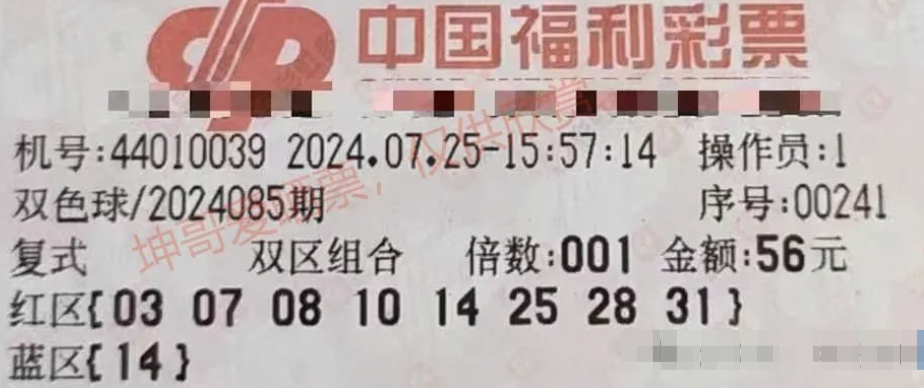 中国福利彩票
机号:44010039 2024.07.25-15:57:14 操作员:1
双色球/2024085期 序号:00241
复式 双区组合 倍数:001 金额:56元
红区{03 07 08 10 14 25 28 31}
蓝区{14}
坤哥爱晒票,仅供欣赏